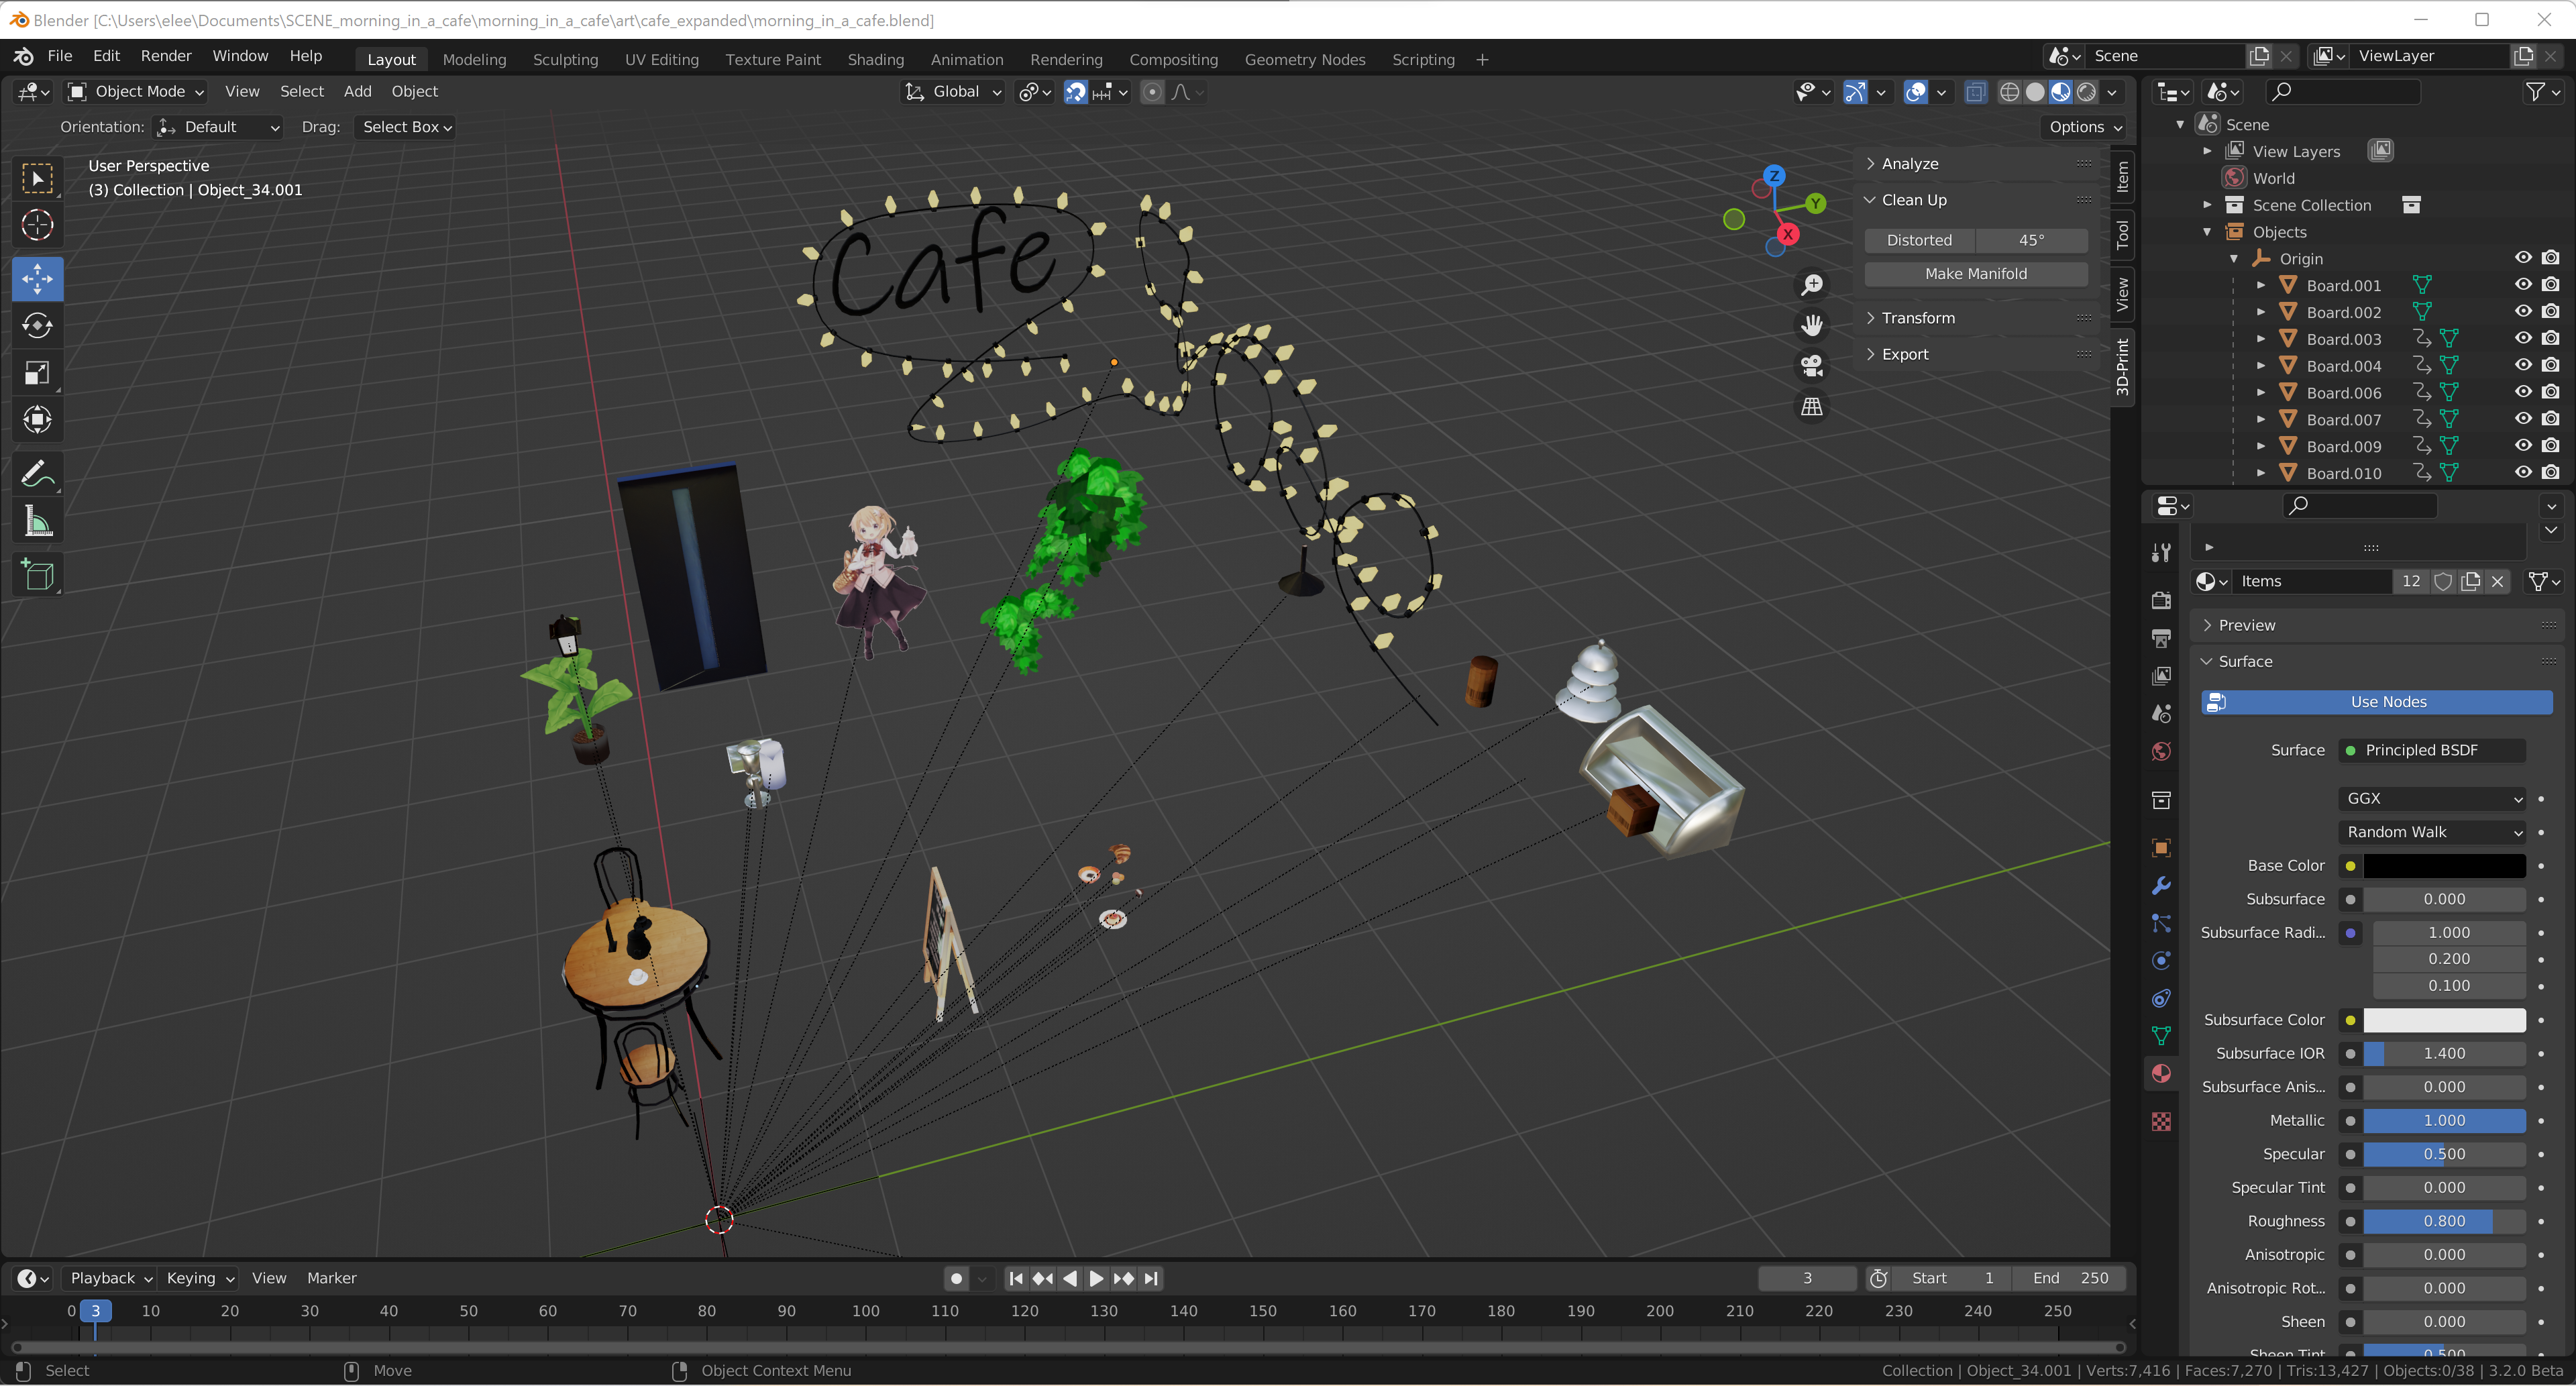 Blender [C:\Users\elee\Documents\SCENE_morning_in_a_cafe\morning_in_a_cafe\art\cafe_expanded\morning_in_a_cafe.blend]
File Edit Render Window Help Layout Modeling Sculpting UV Editing Texture Paint Shading Animation Rendering Compositing Geometry Nodes Scripting + Scene ViewLayer
Object Mode View Select Add Object Global
Orientation: Default Drag: Select Box Options
User Perspective
(3) Collection | Object_34.001
Cafe
Z
Y
X
Analyze
Clean Up
Distorted 45°
Make Manifold
Transform
Export
Item
Tool
View
3D-Print
Scene
View Layers
World
Scene Collection
Objects
Origin
Board.001
Board.002
Board.003
Board.004
Board.006
Board.007
Board.009
Board.010
Items 12
Preview
Surface
Use Nodes
Surface Principled BSDF
GGX
Random Walk
Base Color
Subsurface 0.000
Subsurface Radi... 1.000
0.200
0.100
Subsurface Color
Subsurface IOR 1.400
Subsurface Anis... 0.000
Metallic 1.000
Specular 0.500
Specular Tint 0.000
Roughness 0.800
Anisotropic 0.000
Anisotropic Rot... 0.000
Sheen 0.000
Sheen Tint 0.500
Playback Keying View Marker 3 Start 1 End 250
0 3 10 20 30 40 50 60 70 80 90 100 110 120 130 140 150 160 170 180 190 200 210 220 230 240 250
Select Move Object Context Menu Collection | Object_34.001 | Verts:7,416 | Faces:7,270 | Tris:13,427 | Objects:0/38 | 3.2.0 Beta